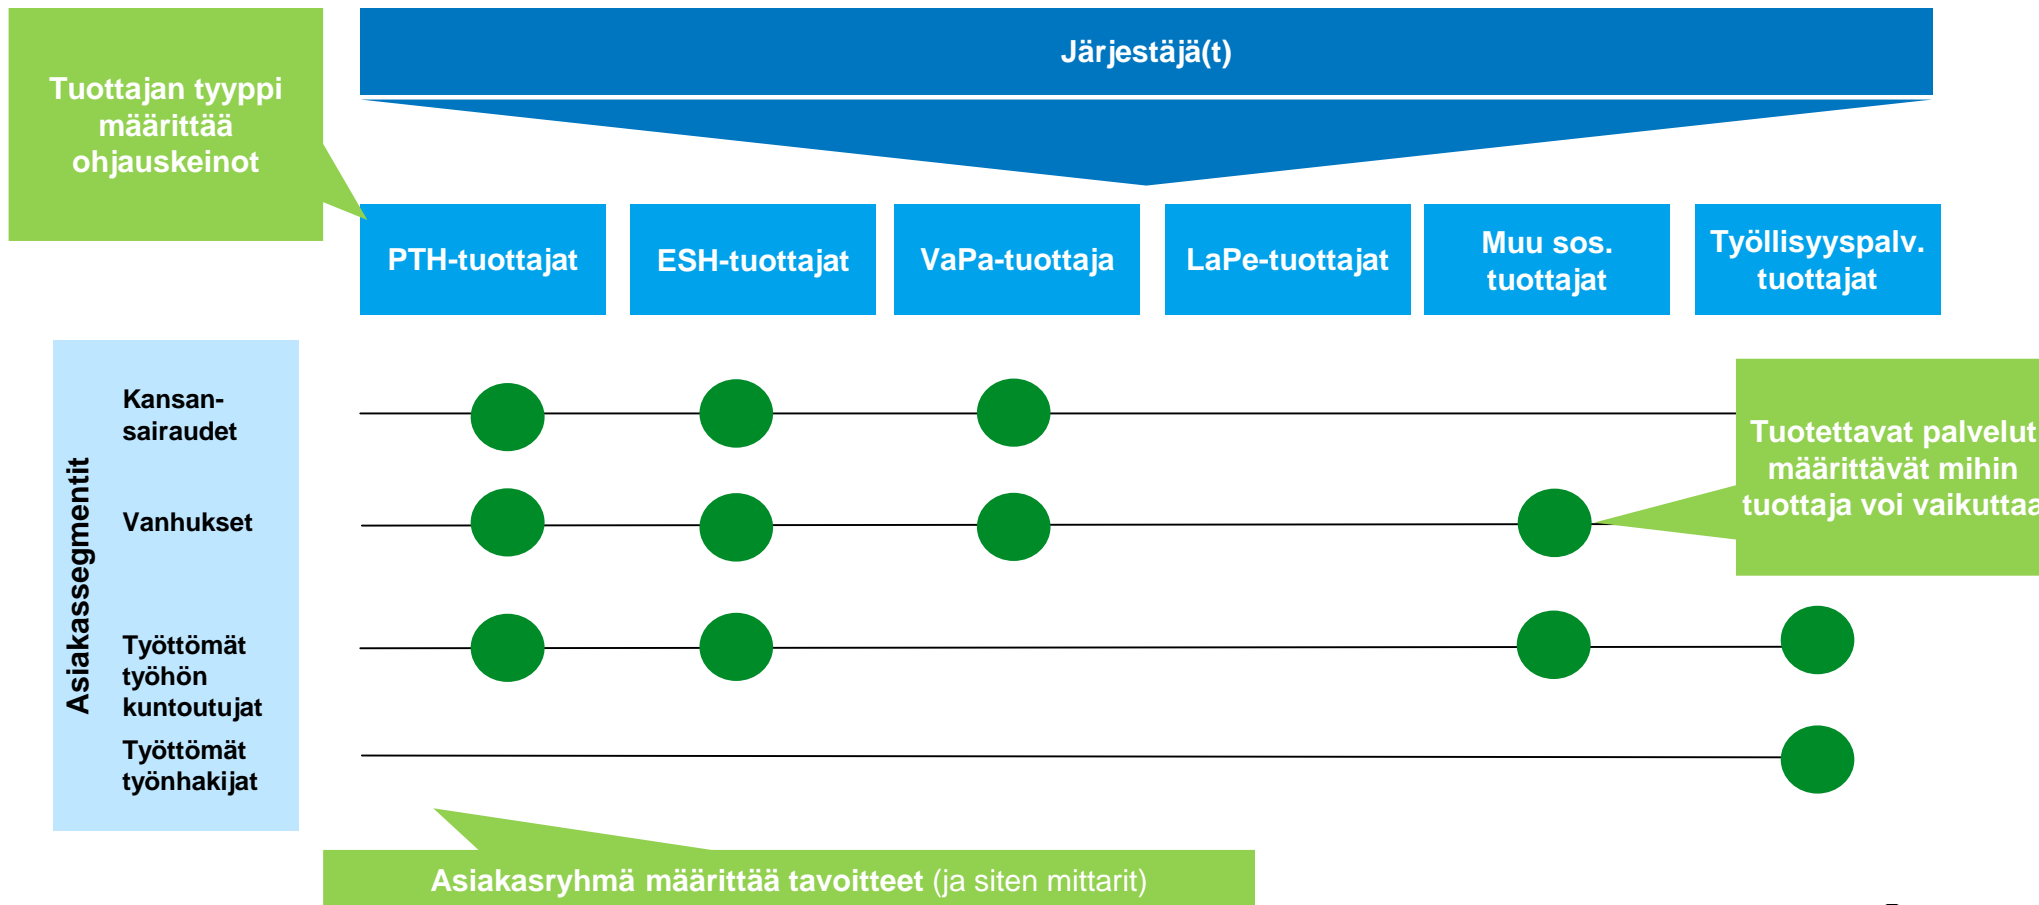 Järjestäjä(t)
Tuottajan tyyppi
määrittää
ohjauskeinot
PTH-tuottajat
ESH-tuottajat
VaPa-tuottaja
LaPe-tuottajat
Muu sos.
tuottajat
Työllisyyspalv.
tuottajat
Asiakassegmentit
Kansan-
sairaudet
Vanhukset
Työttömät
työhön
kuntoutujat
Työttömät
työnhakijat
Tuotettavat palvelut
määrittävät mihin
tuottaja voi vaikuttaa
Asiakasryhmä määrittää tavoitteet (ja siten mittarit)